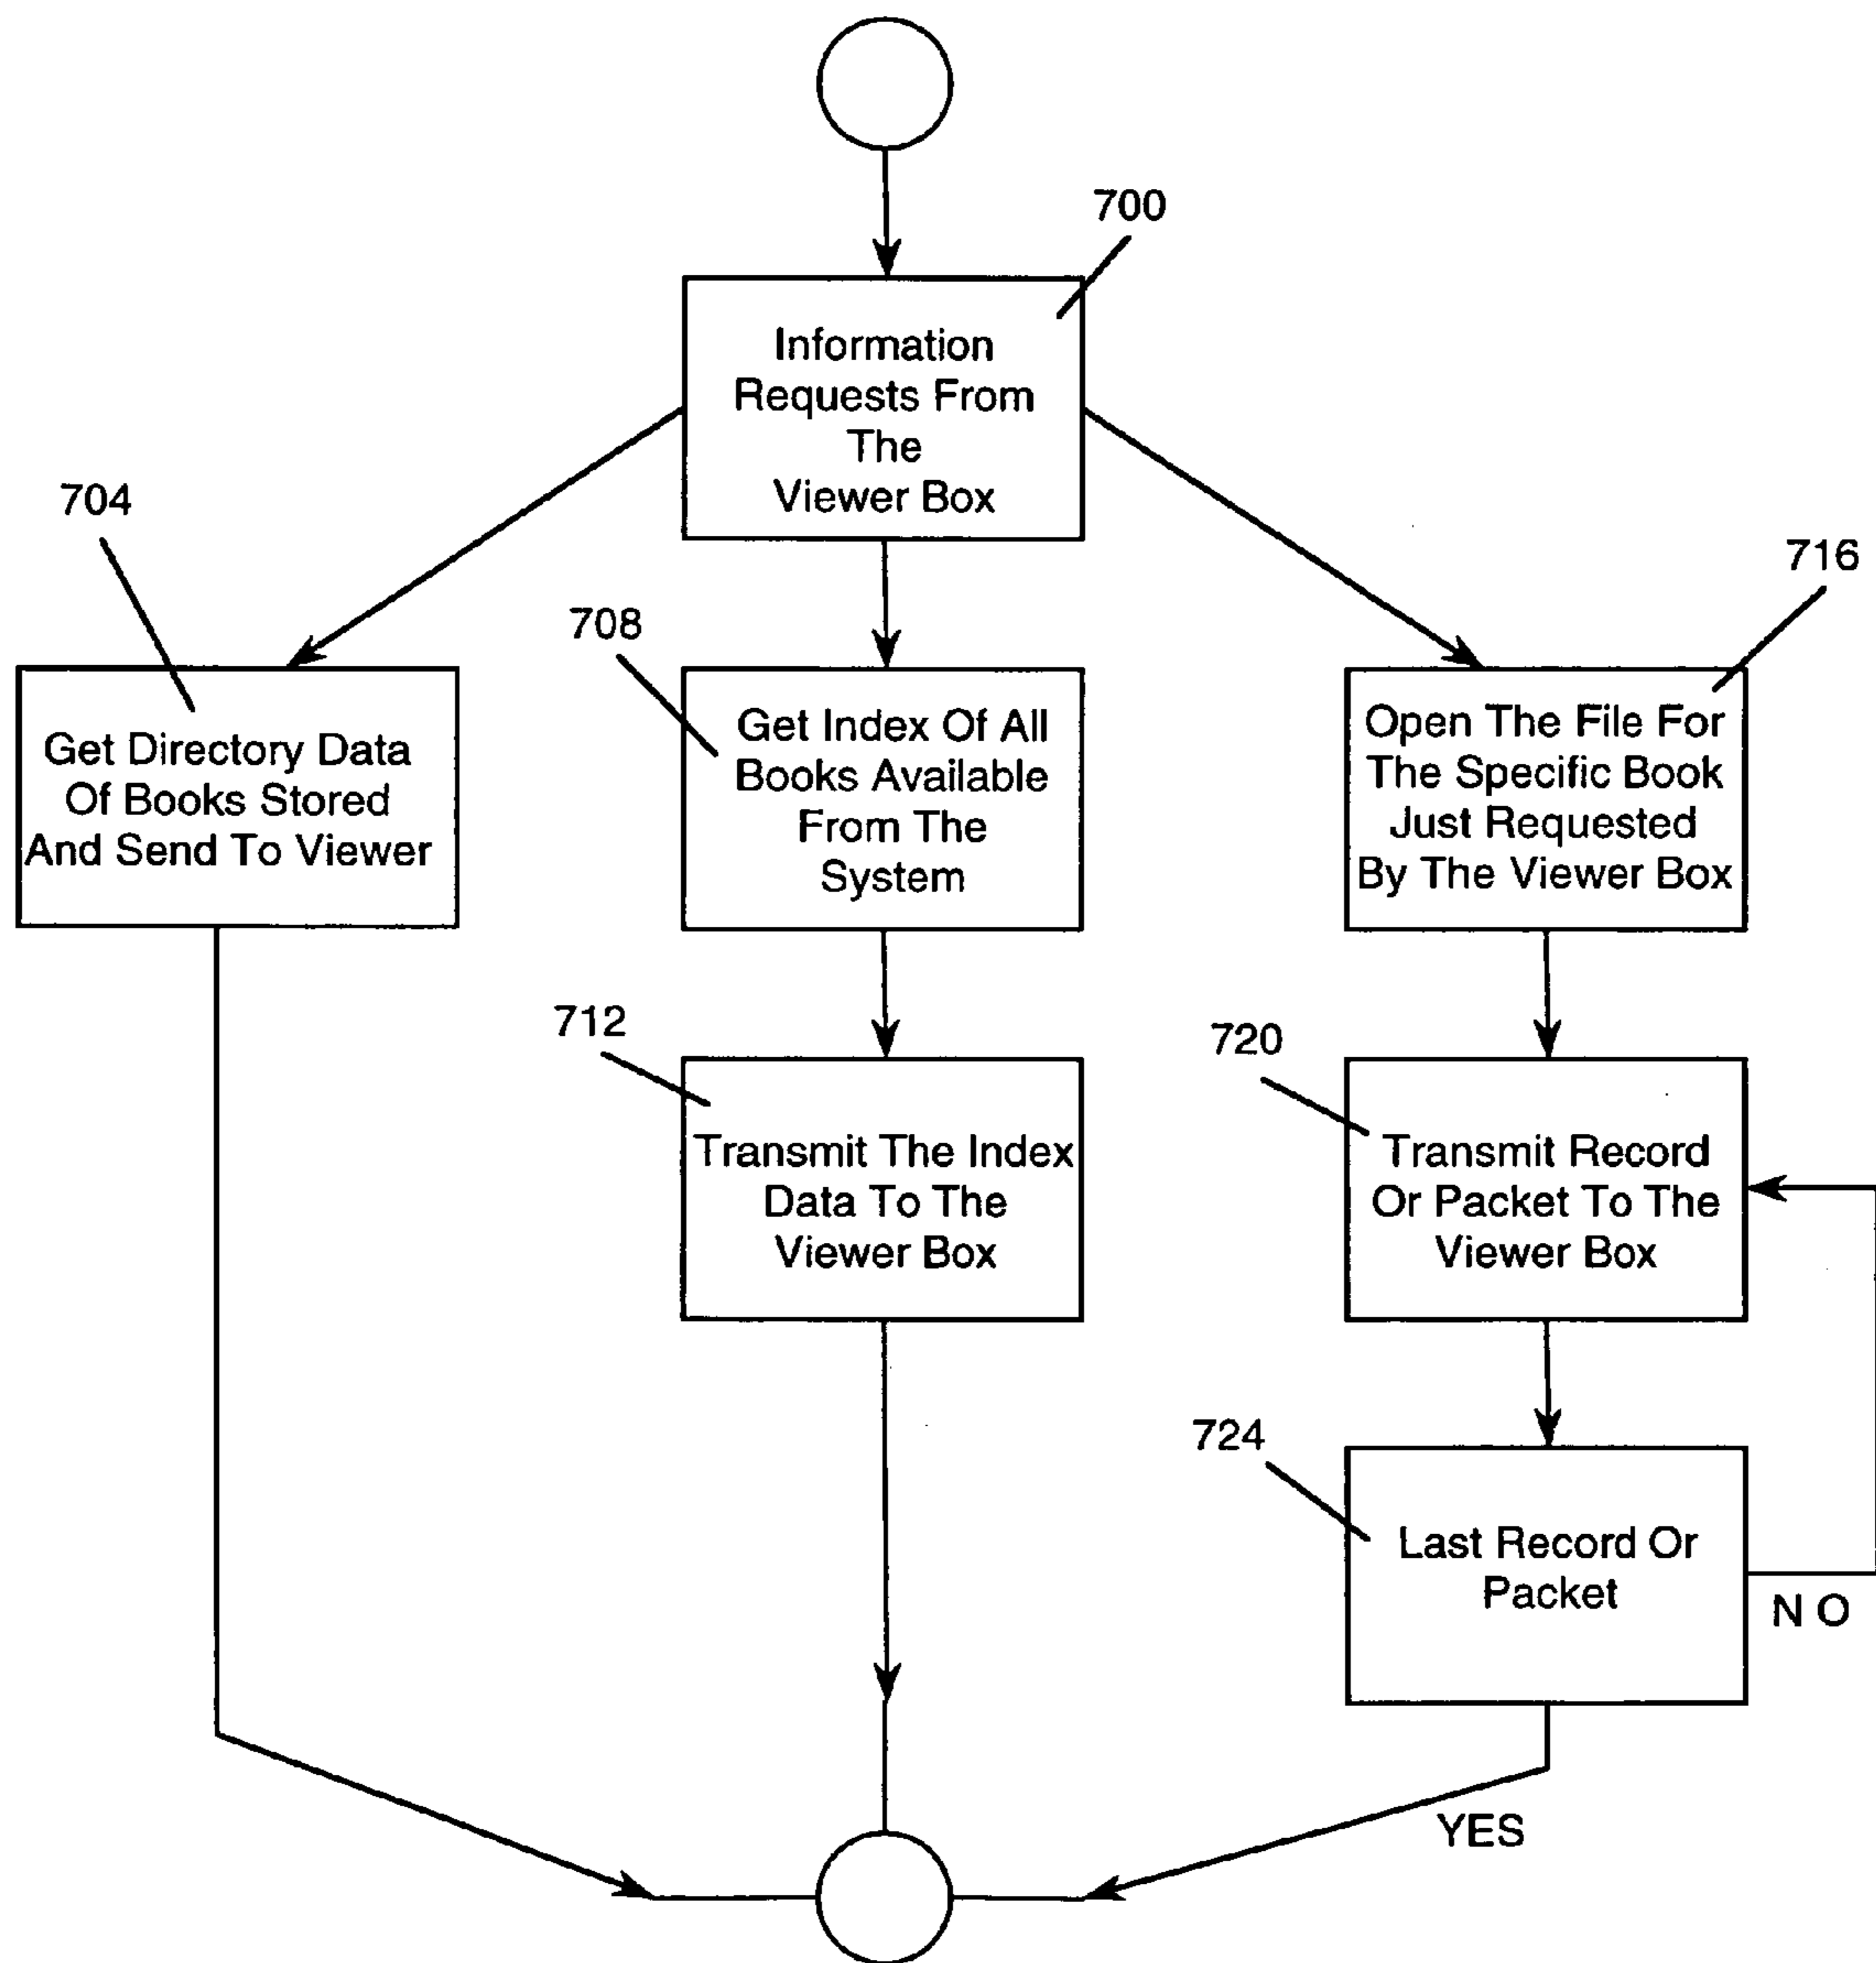 700
Information
Requests From
The
Viewer Box
704
Get Directory Data
Of Books Stored
And Send To Viewer
708
Get Index Of All
Books Available
From The
System
716
Open The File For
The Specific Book
Just Requested
By The Viewer Box
712
Transmit The Index
Data To The
Viewer Box
720
Transmit Record
Or Packet To The
Viewer Box
724
Last Record Or
Packet
N O
YES